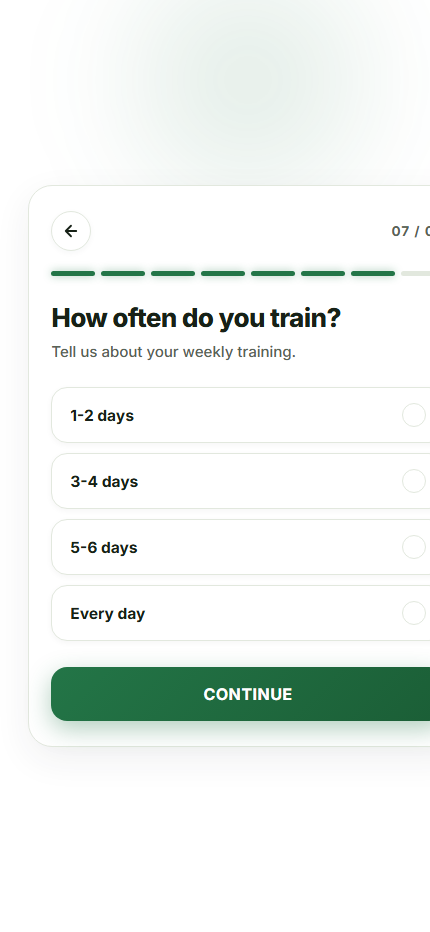 07 / 0
How often do you train?
Tell us about your weekly training.
1-2 days
3-4 days
5-6 days
Every day
CONTINUE